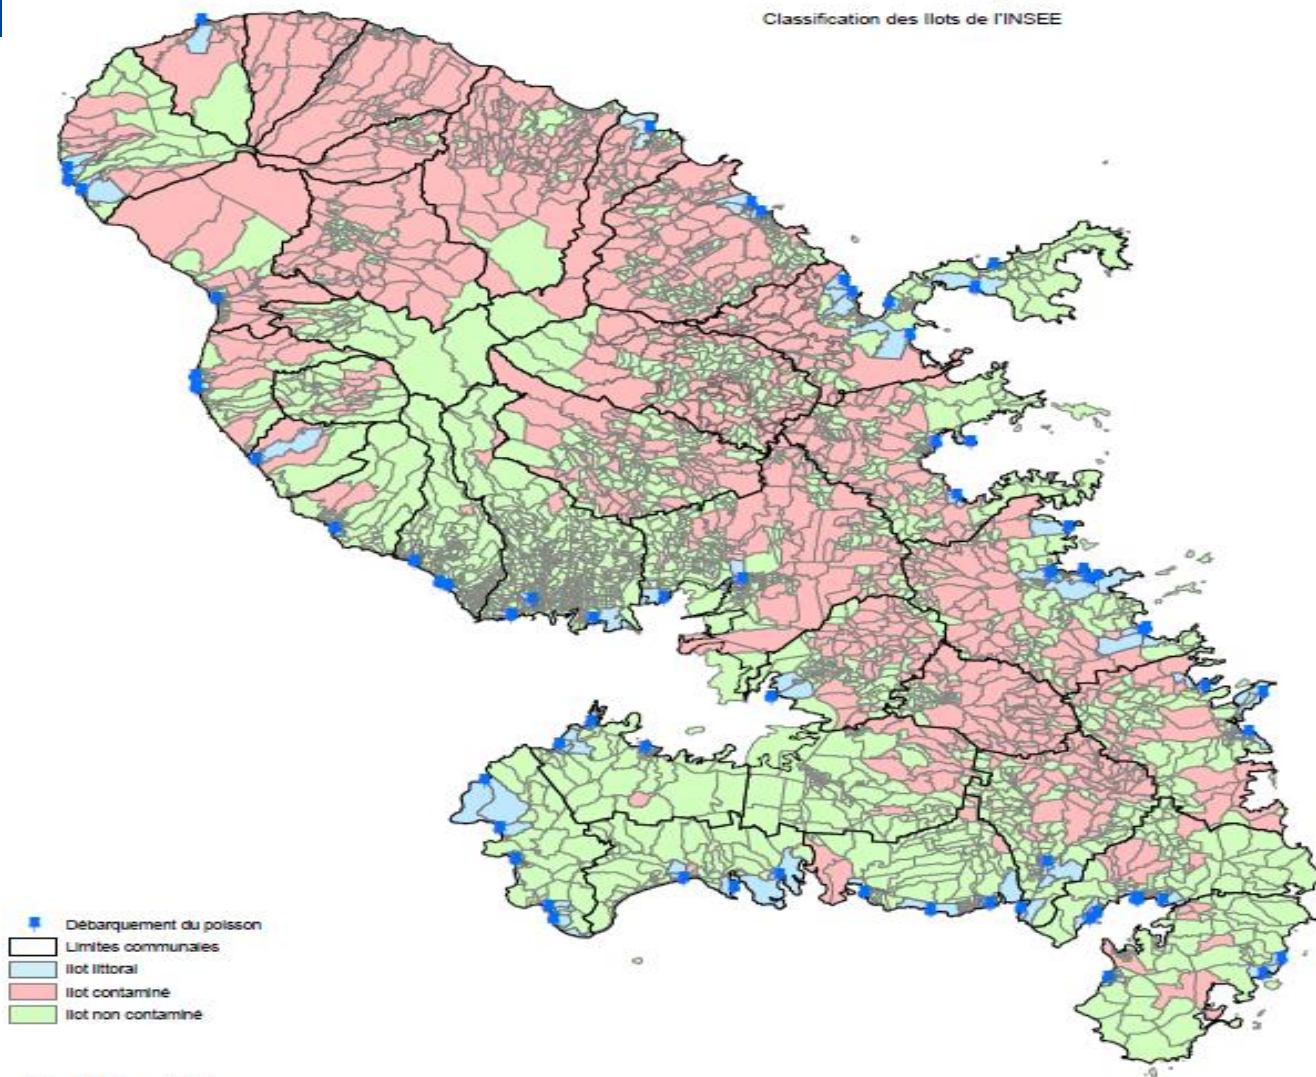 Classification des Ilots de l'INSEE
Débarquement du poisson
Limites communales
Ilot littoral
Ilot contaminé
Ilot non contaminé